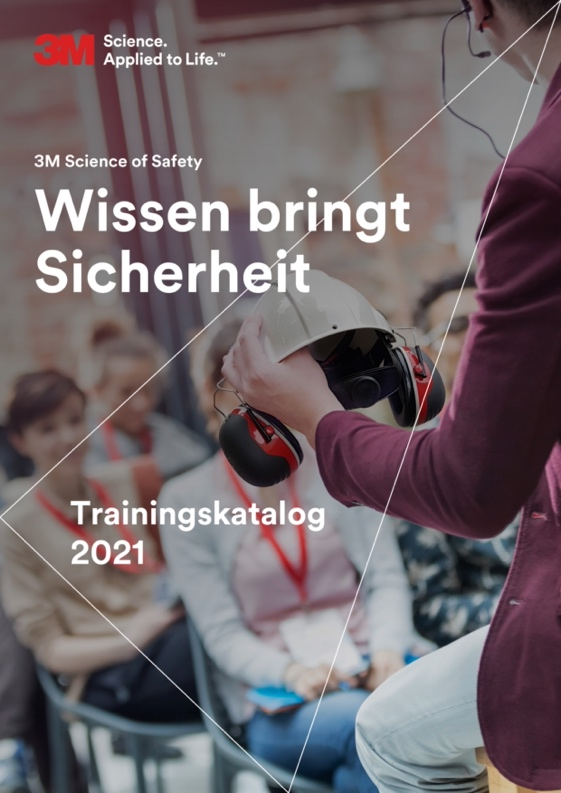 3M Science.
Applied to Life.™
3M Science of Safety
Wissen bringt
Sicherheit
Trainingskatalog
2021